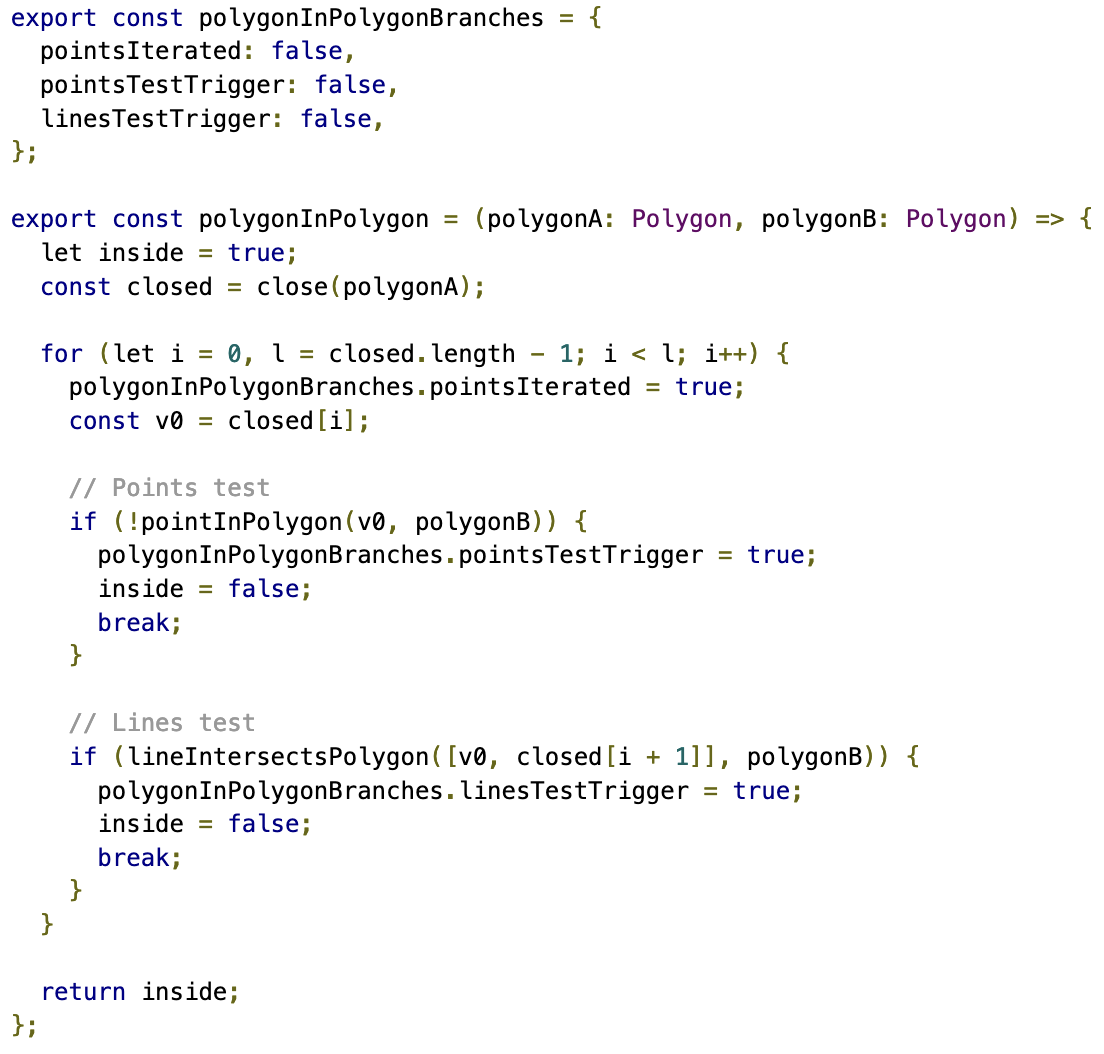 export const polygonInPolygonBranches = {
  pointsIterated: false,
  pointsTestTrigger: false,
  linesTestTrigger: false,
};

export const polygonInPolygon = (polygonA: Polygon, polygonB: Polygon) => {
  let inside = true;
  const closed = close(polygonA);

  for (let i = 0, l = closed.length - 1; i < l; i++) {
    polygonInPolygonBranches.pointsIterated = true;
    const v0 = closed[i];

    // Points test
    if (!pointInPolygon(v0, polygonB)) {
      polygonInPolygonBranches.pointsTestTrigger = true;
      inside = false;
      break;
    }

    // Lines test
    if (lineIntersectsPolygon([v0, closed[i + 1]], polygonB)) {
      polygonInPolygonBranches.linesTestTrigger = true;
      inside = false;
      break;
    }
  }

  return inside;
};